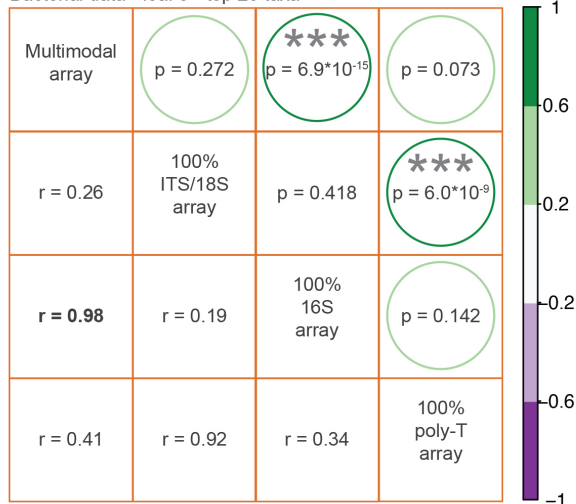 Multimodal
array
p = 0.272
***
p = 6.9*10-15
p = 0.073
r = 0.26
100%
ITS/18S
array
p = 0.418
***
p = 6.0*10-9
r = 0.98
r = 0.19
100%
16S
array
p = 0.142
r = 0.41
r = 0.92
r = 0.34
100%
poly-T
array
1
0.6
0.2
-0.2
-0.6
-1